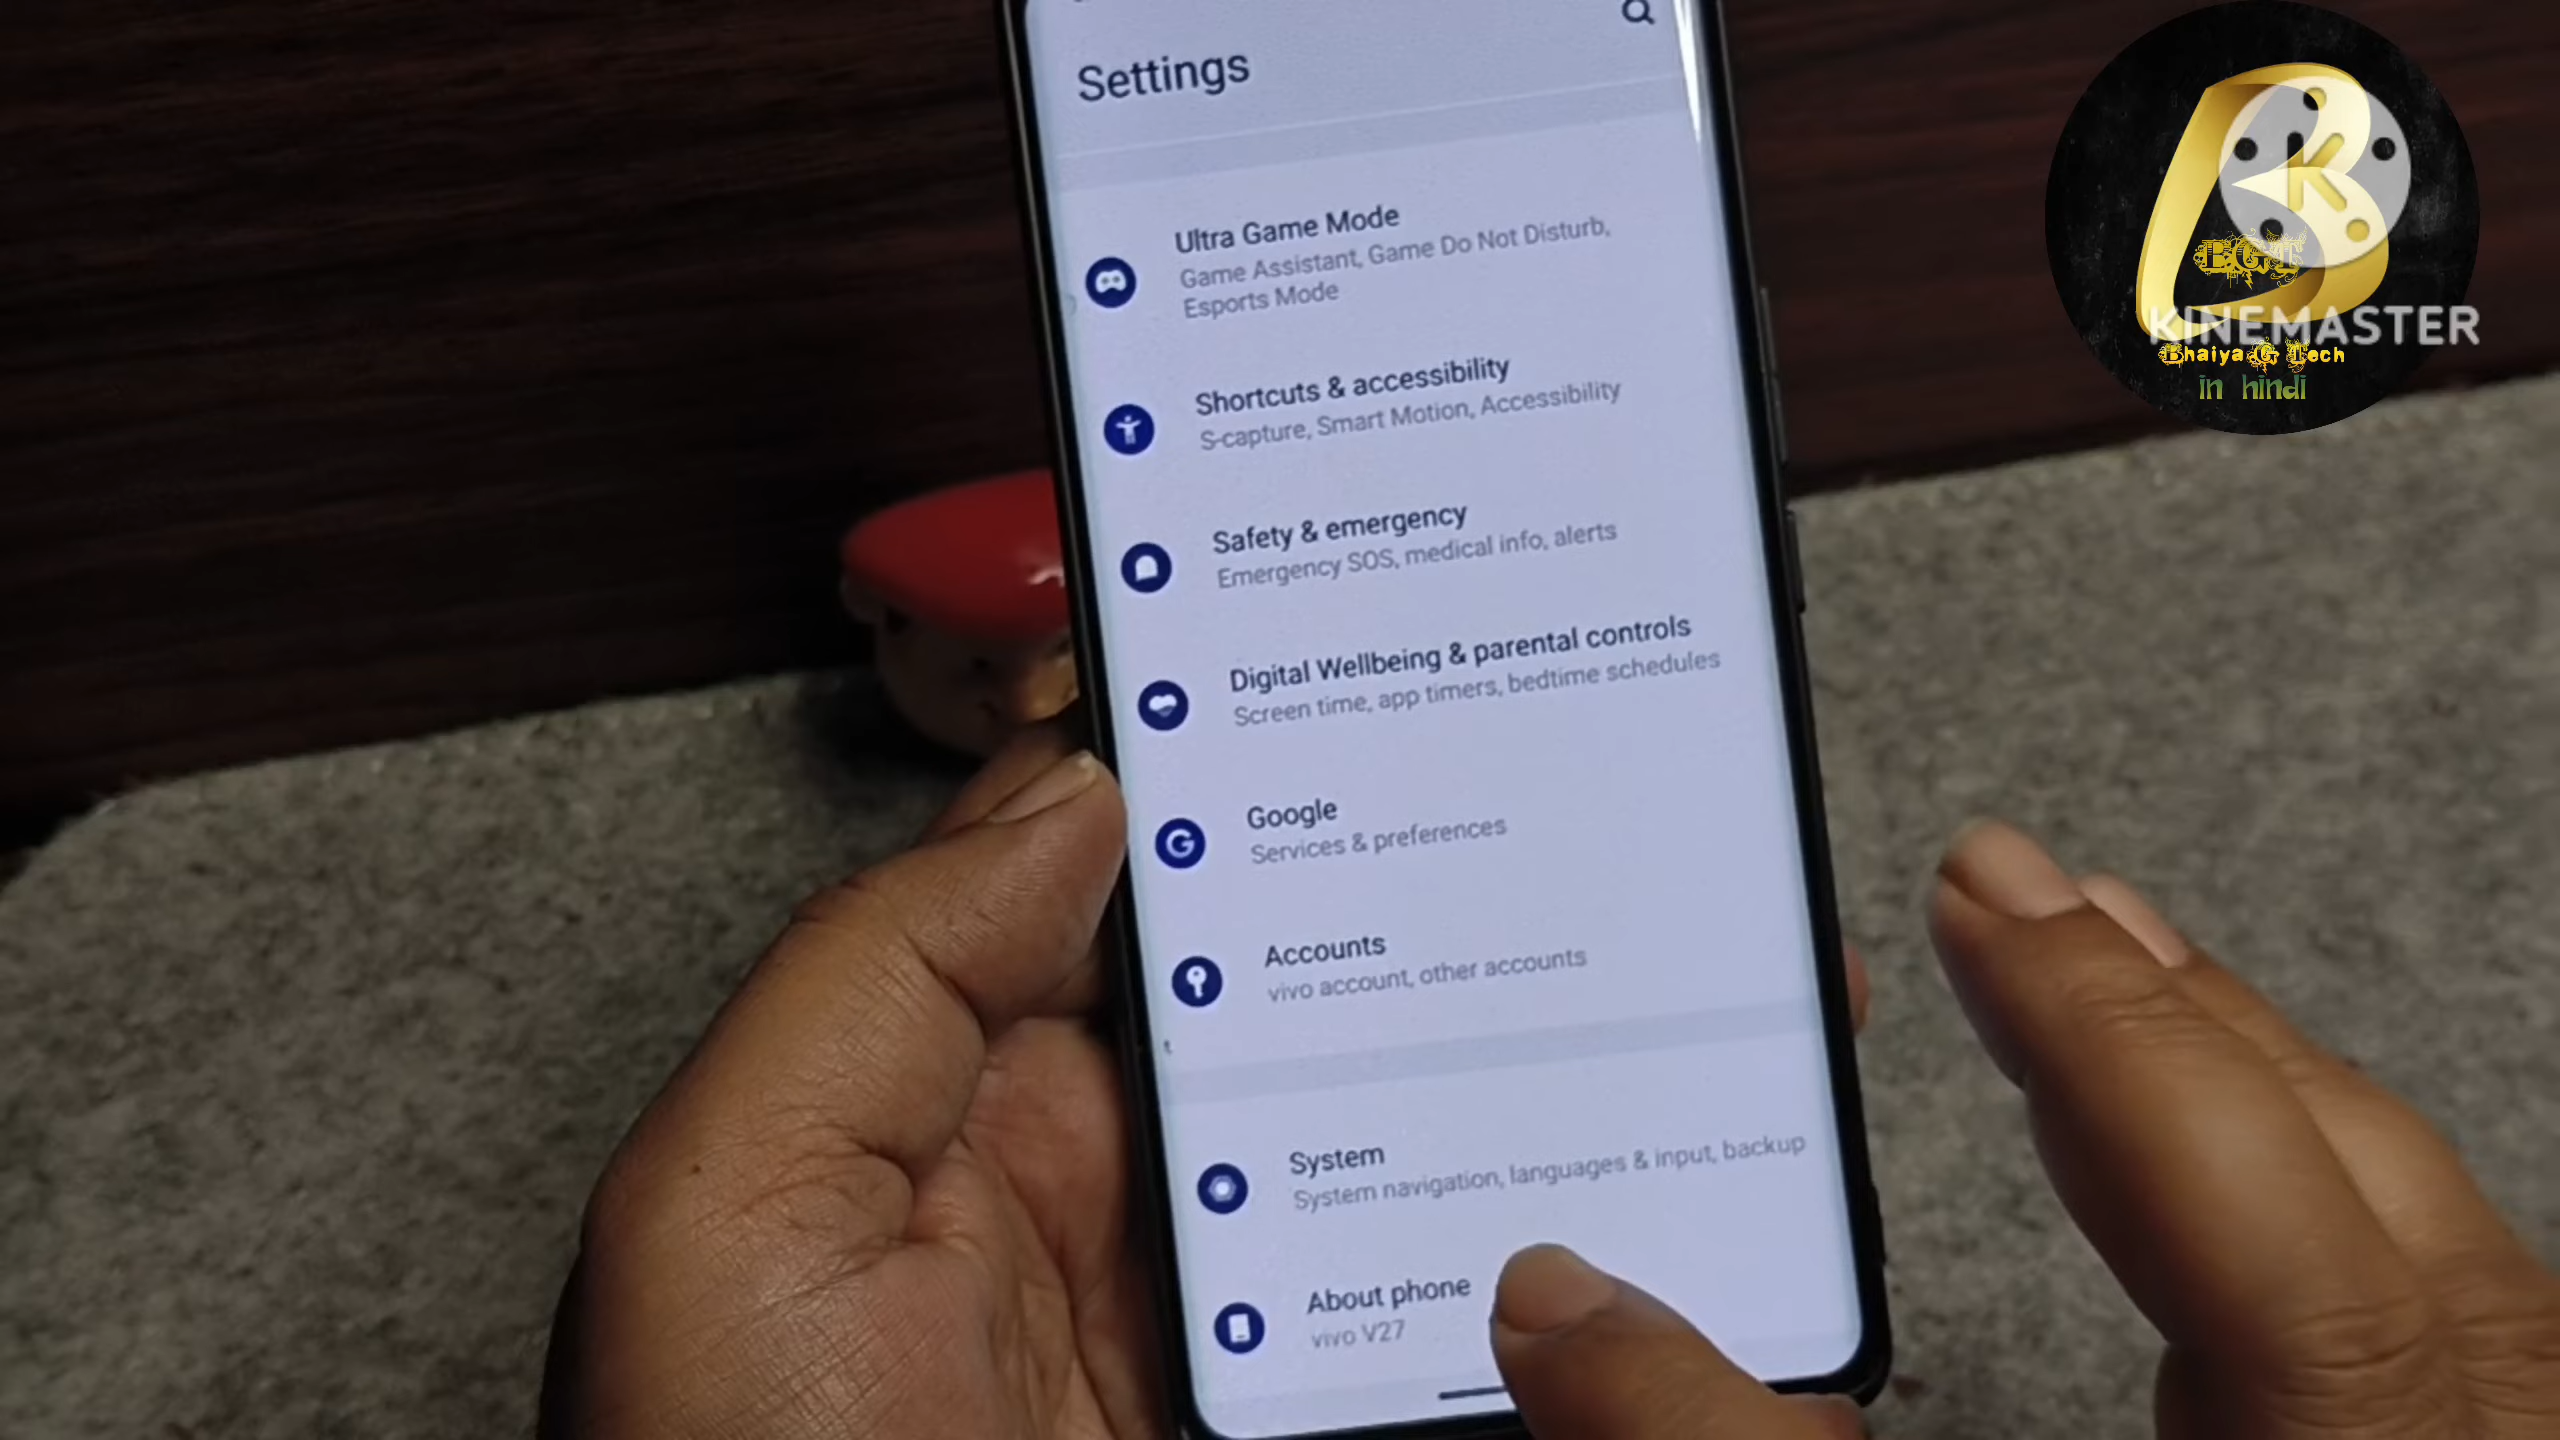 Settings
Ultra Game Mode
Game Assistant, Game Do Not Disturb,
Esports Mode
Shortcuts & accessibility
S-capture, Smart Motion, Accessibility
Safety & emergency
Emergency SOS, medical info, alerts
Digital Wellbeing & parental controls
Screen time, app timers, bedtime schedules
Google
Services & preferences
Accounts
vivo account, other accounts
System
System navigation, languages & input, backup
About phone
vivo V27
B
K
BGT
KINEMASTER
Bhaiya G Tech
in hindi